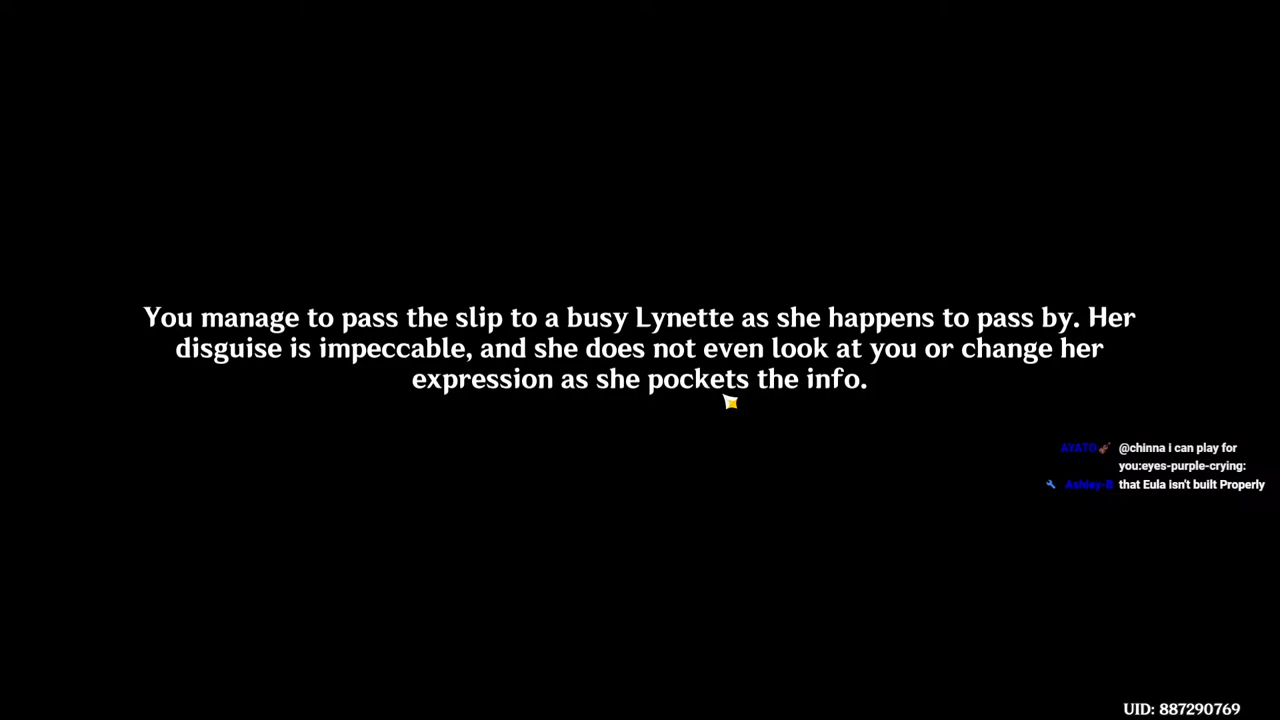 You manage to pass the slip to a busy Lynette as she happens to pass by. Her
disguise is impeccable, and she does not even look at you or change her
expression as she pockets the info.
AYATO @chinna i can play for
you:eyes-purple-crying:
Ashley-B that Eula isn't built Properly
UID: 887290769